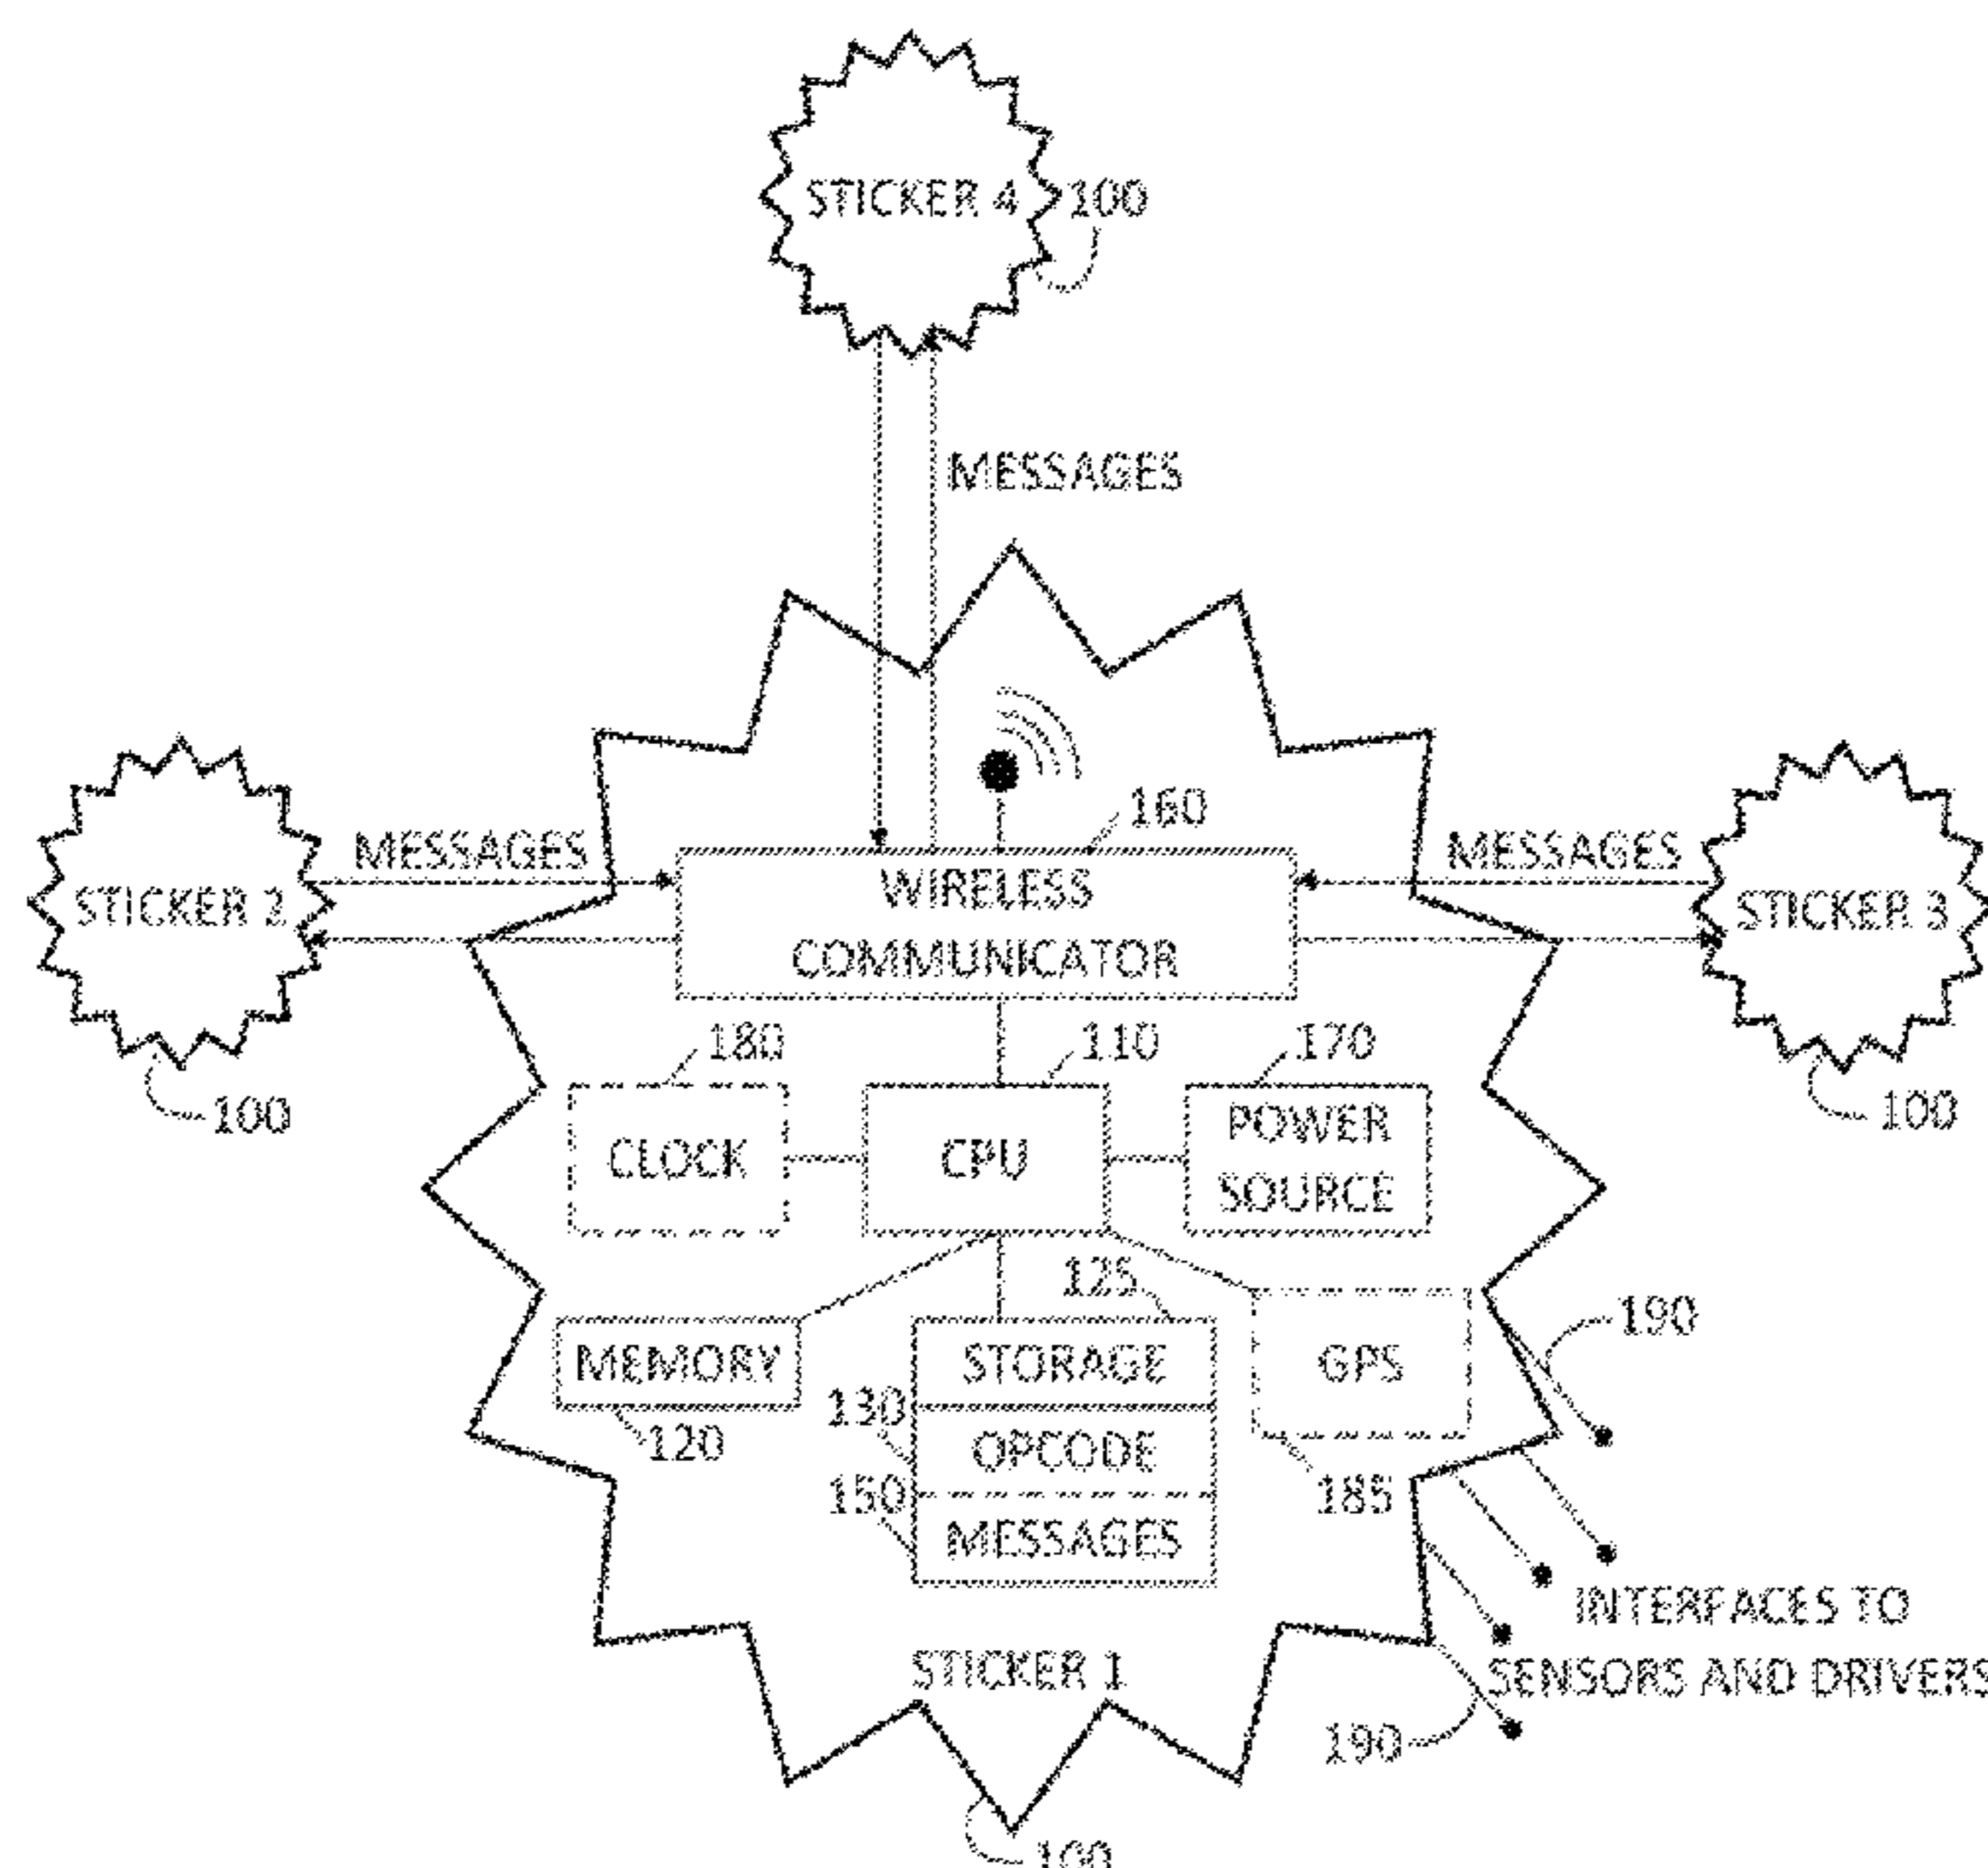 STICKER 4
100
MESSAGES
160
MESSAGES
MESSAGES
WIRELESS
COMMUNICATOR
STICKER 2
STICKER 3
180
110
170
100
100
CLOCK
CPU
POWER
SOURCE
125
190
MEMORY
STORAGE
GPS
130
120
OPCODE
150
185
MESSAGES
INTERFACES TO
SENSORS AND DRIVERS
STICKER 1
190
100